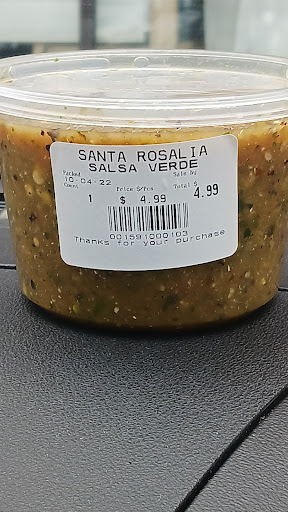 SANTA ROSALIA
SALSA VERDE
Packed Sell by
10-04-22
Count Price $/Pcs Total $
1 $ 4.99 4.99
001591000103
Thanks for your purchase